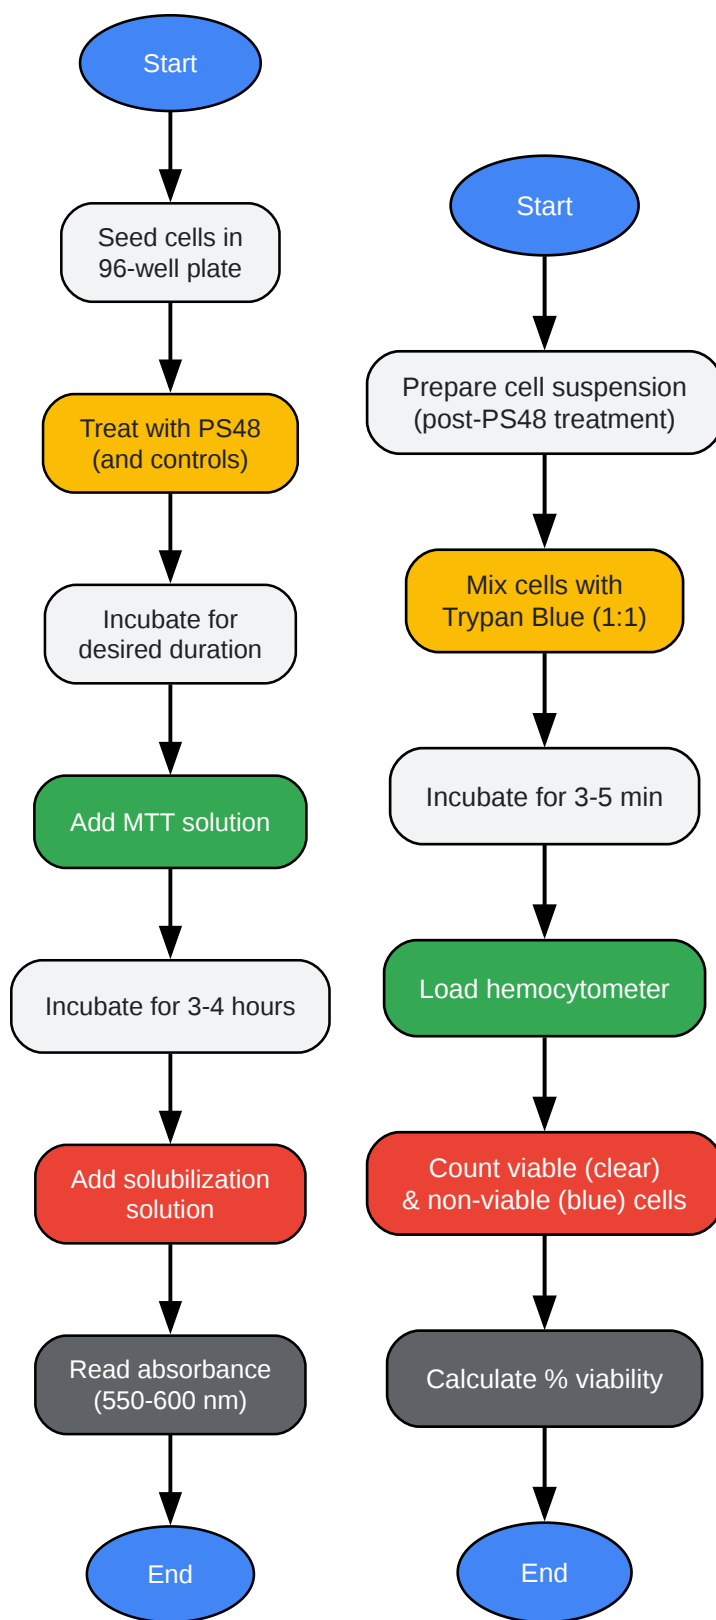 Start
Seed cells in
96-well plate
Treat with PS48
(and controls)
Incubate for
desired duration
Add MTT solution
Incubate for 3-4 hours
Add solubilization
solution
Read absorbance
(550-600 nm)
End
Start
Prepare cell suspension
(post-PS48 treatment)
Mix cells with
Trypan Blue (1:1)
Incubate for 3-5 min
Load hemocytometer
Count viable (clear)
& non-viable (blue) cells
Calculate % viability
End